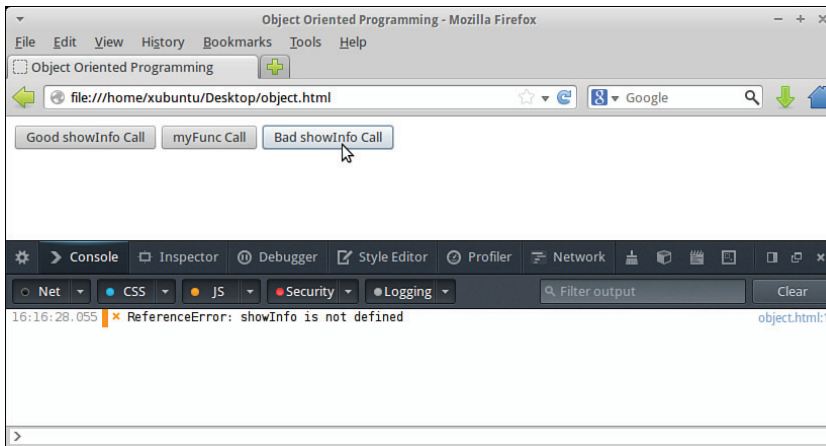 Object Oriented Programming - Mozilla Firefox
File Edit View History Bookmarks Tools Help
Object Oriented Programming
file:///home/xubuntu/Desktop/object.html Google
Good showInfo Call myFunc Call Bad showInfo Call
Console Inspector Debugger Style Editor Profiler Network
Net CSS JS Security Logging Filter output Clear
16:16:28.055 ReferenceError: showInfo is not defined object.html: